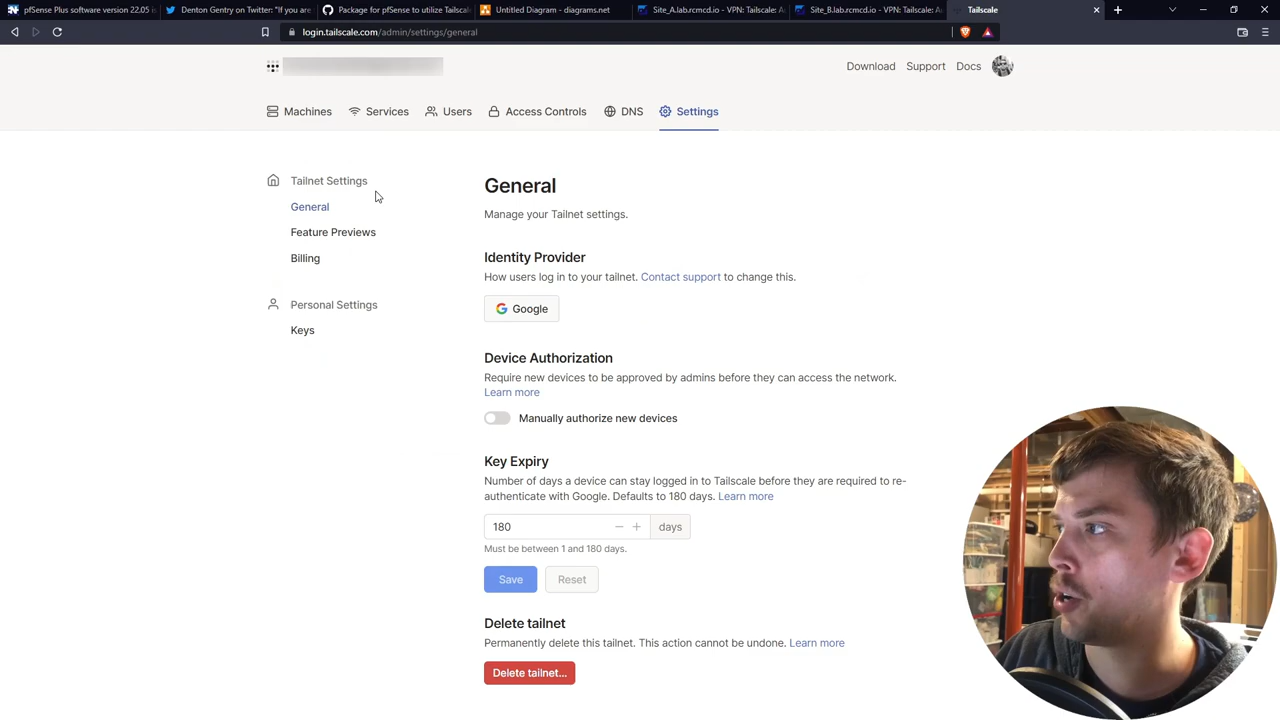 pfSense Plus software version 22.05 is
Denton Gentry on Twitter: "If you are
Package for pfSense to utilize Tailscal
Untitled Diagram - diagrams.net
Site_A.lab.rcmcd.io - VPN: Tailscale: A
Site_B.lab.rcmcd.io - VPN: Tailscale: A
Tailscale
login.tailscale.com/admin/settings/general
Download
Support
Docs
Machines
Services
Users
Access Controls
DNS
Settings
Tailnet Settings
General
Feature Previews
Billing
Personal Settings
Keys
General
Manage your Tailnet settings.
Identity Provider
How users log in to your tailnet. Contact support to change this.
Google
Device Authorization
Require new devices to be approved by admins before they can access the network.
Learn more
Manually authorize new devices
Key Expiry
Number of days a device can stay logged in to Tailscale before they are required to re-
authenticate with Google. Defaults to 180 days. Learn more
180
days
Must be between 1 and 180 days.
Save
Reset
Delete tailnet
Permanently delete this tailnet. This action cannot be undone. Learn more
Delete tailnet...